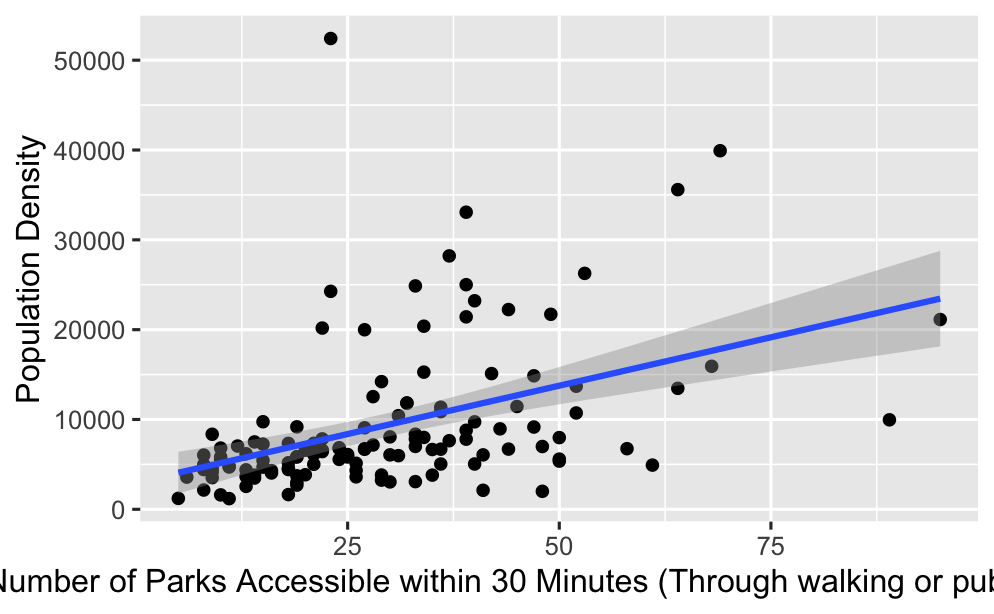 50000
40000
30000
20000
10000
0
Population Density
25 50 75
Number of Parks Accessible within 30 Minutes (Through walking or pub